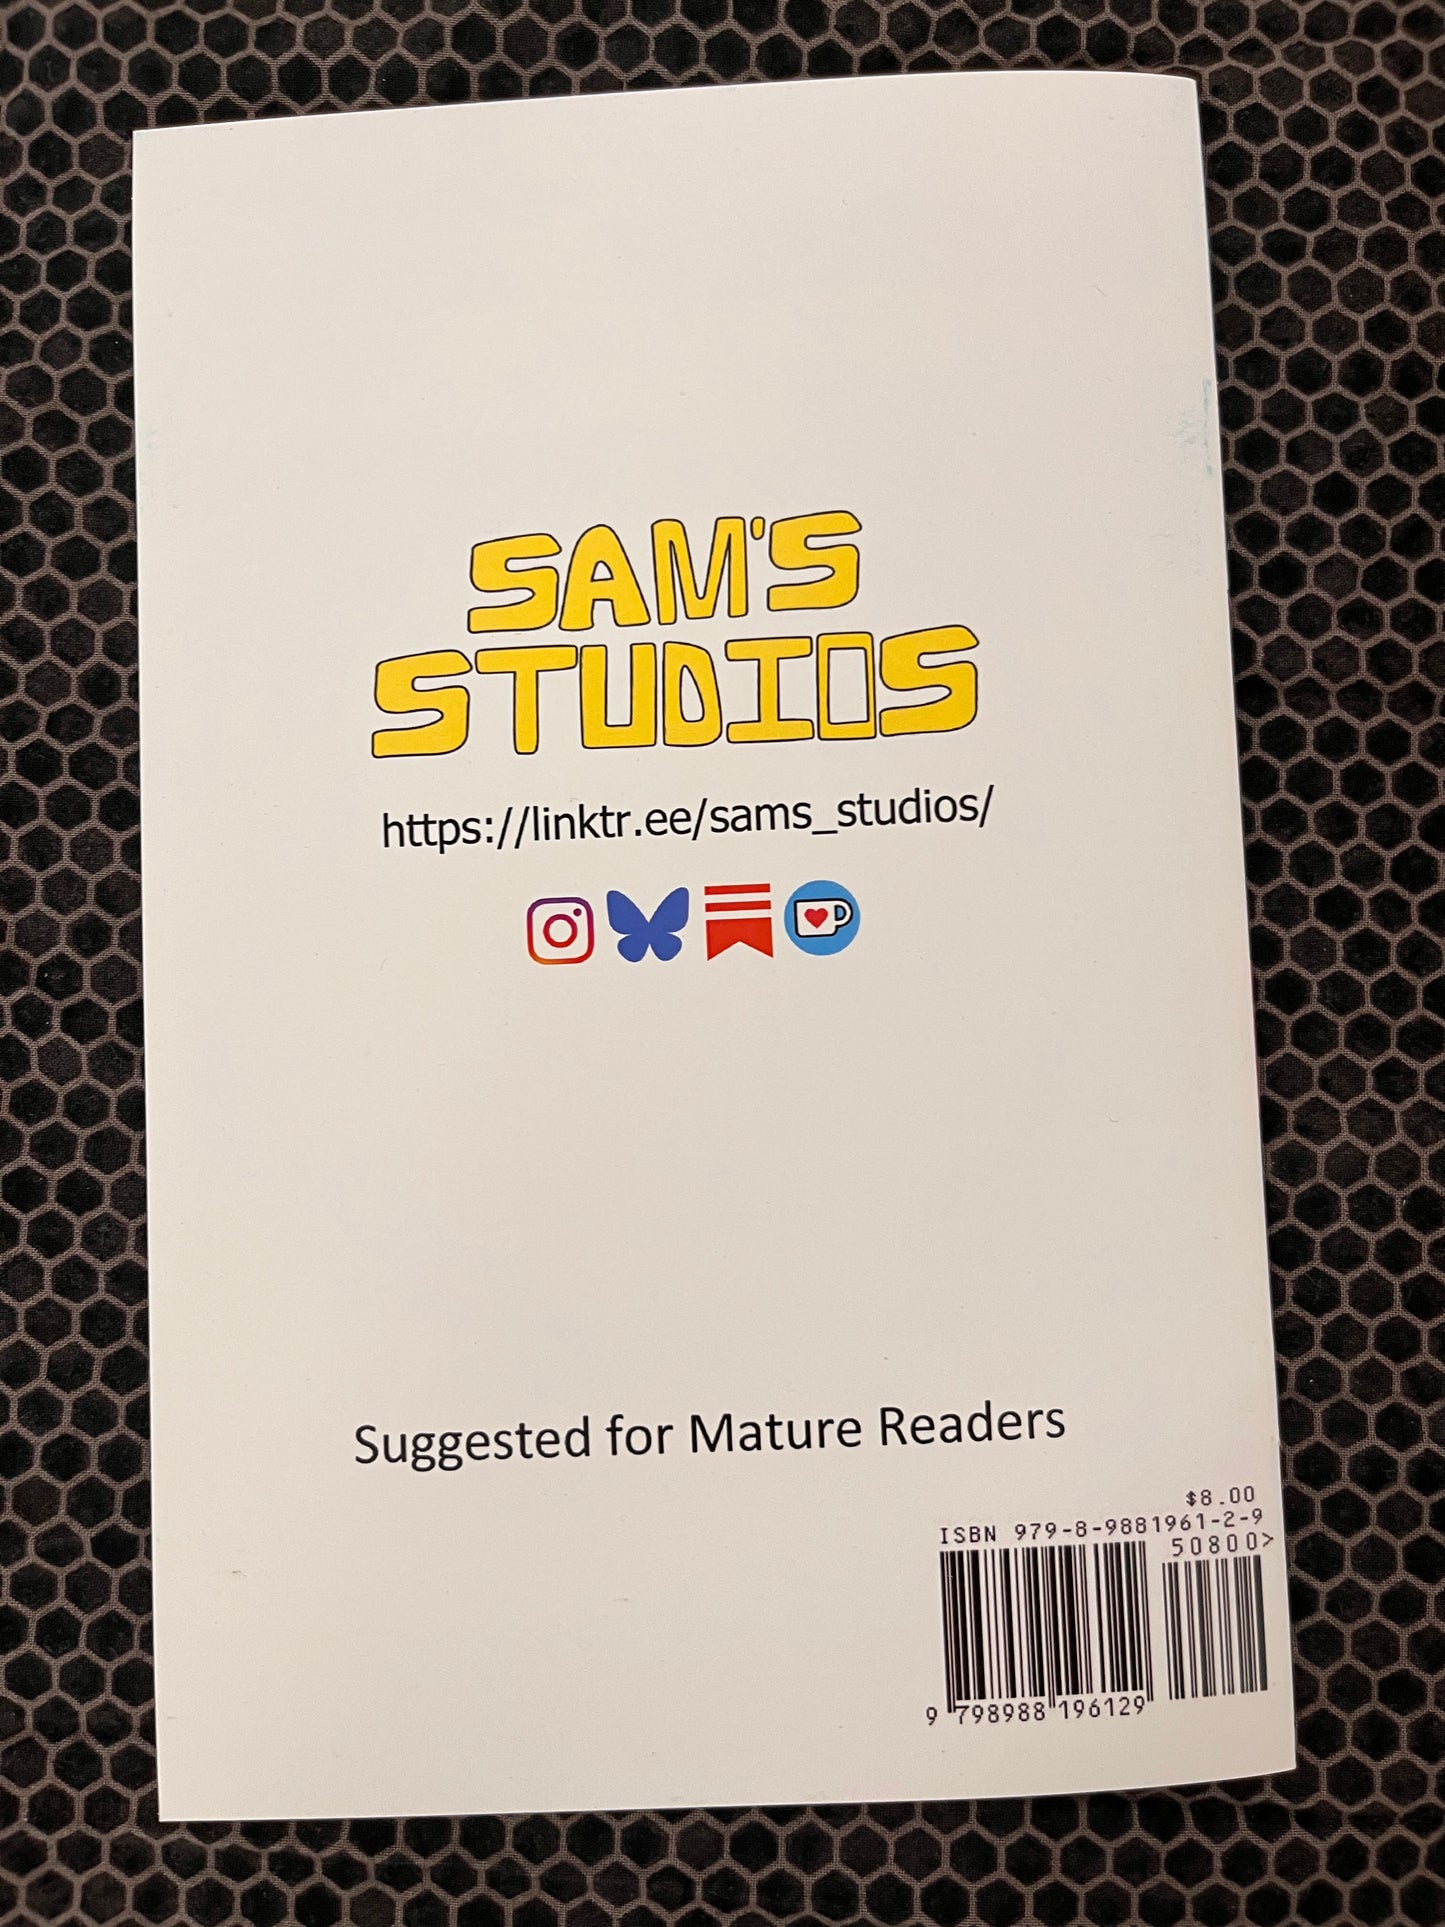 SAM'S
STUDIOS
https://linktr.ee/sams_studios/
Suggested for Mature Readers
$8.00
ISBN 979-8-9881961-2-9
50800>
9 798988 196129